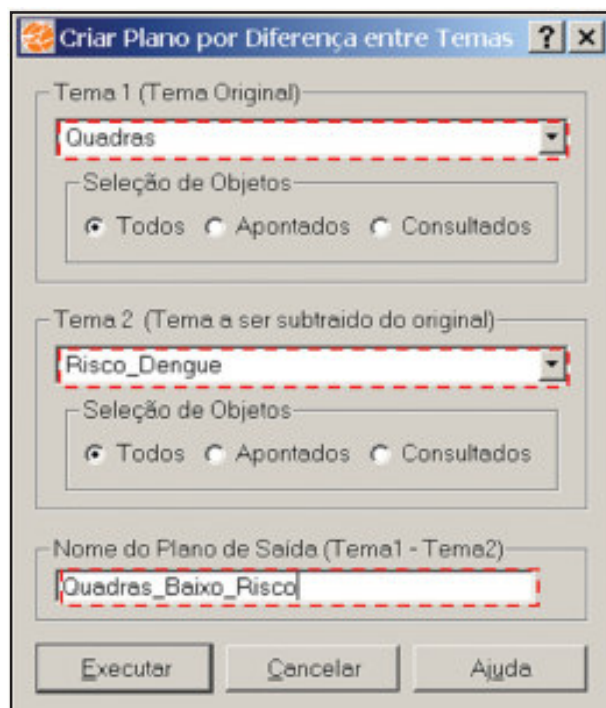 Criar Plano por Diferença entre Temas ? ×
Tema 1 (Tema Original)
Quadras
Seleção de Objetos
Todos Apontados Consultados
Tema 2 (Tema a ser subtraido do original)
Risco_Dengue
Seleção de Objetos
Todos Apontados Consultados
Nome do Plano de Saída (Tema1 - Tema2)
Quadras_Baixo_Risco
Executar Cancelar Ajuda